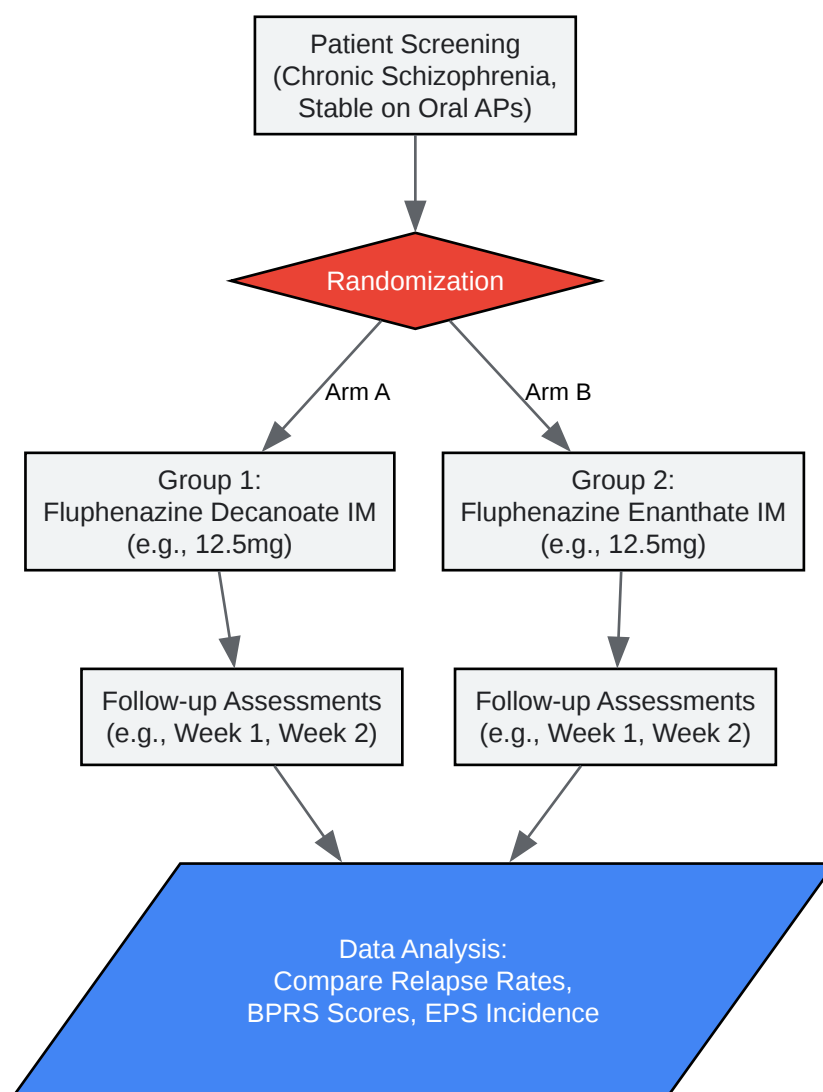 Patient Screening
(Chronic Schizophrenia,
Stable on Oral APs)
Randomization
Arm A
Arm B
Group 1:
Fluphenazine Decanoate IM
(e.g., 12.5mg)
Group 2:
Fluphenazine Enanthate IM
(e.g., 12.5mg)
Follow-up Assessments
(e.g., Week 1, Week 2)
Follow-up Assessments
(e.g., Week 1, Week 2)
Data Analysis:
Compare Relapse Rates,
BPRS Scores, EPS Incidence